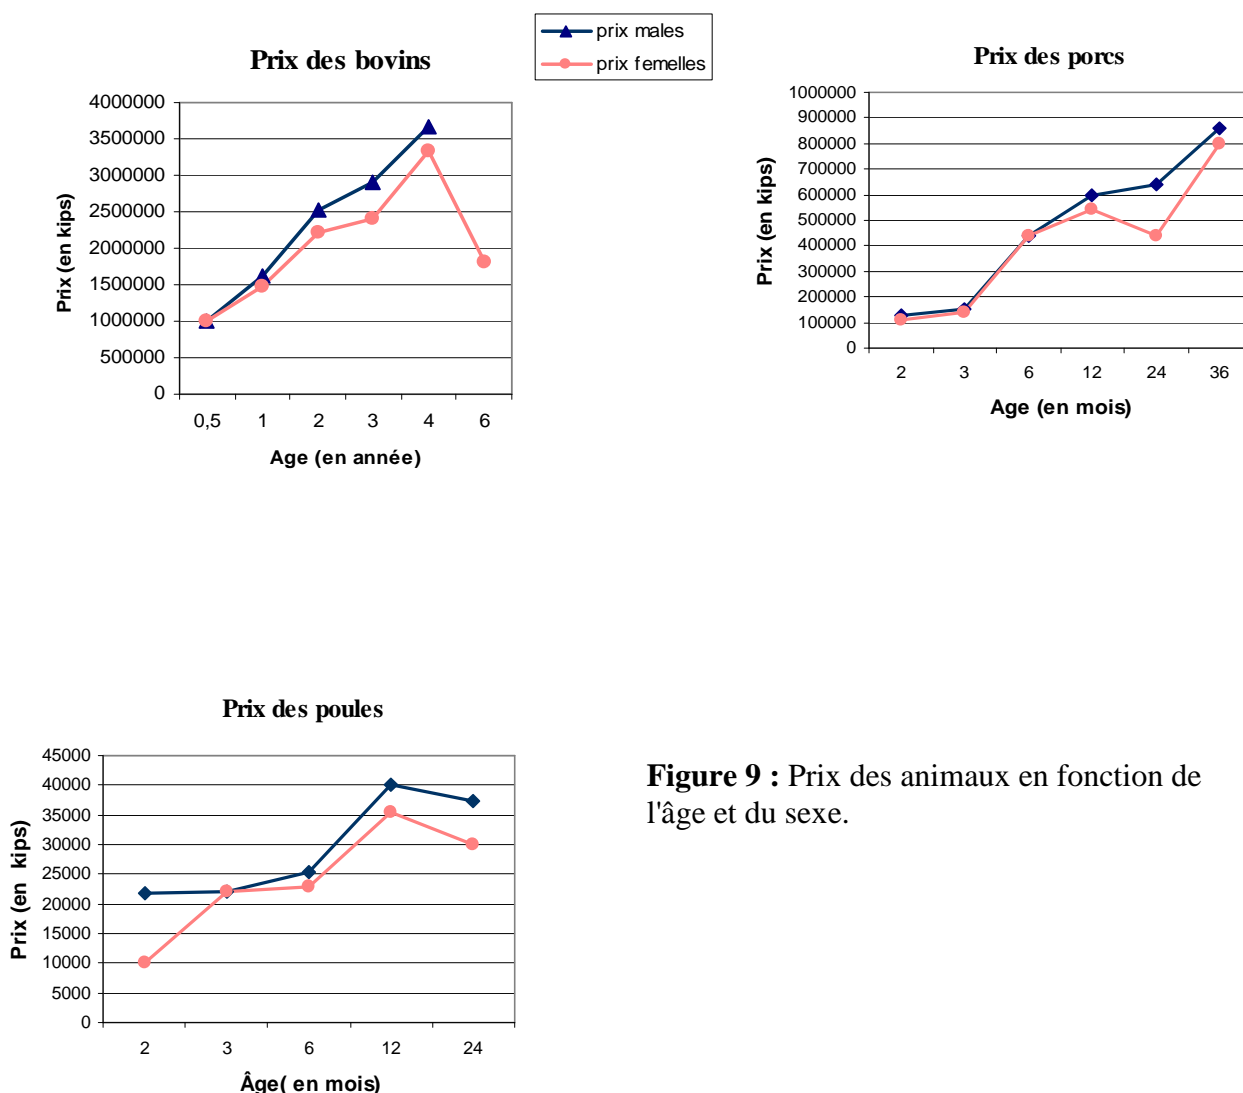 prix males
prix femelles
Prix des bovins
Prix (en kips)
4000000
3500000
3000000
2500000
2000000
1500000
1000000
500000
0
0,5 1 2 3 4 6
Age (en année)
Prix des porcs
Prix (en kips)
1000000
900000
800000
700000
600000
500000
400000
300000
200000
100000
0
2 3 6 12 24 36
Age (en mois)
Prix des poules
Prix (en kips)
45000
40000
35000
30000
25000
20000
15000
10000
5000
0
2 3 6 12 24
Âge( en mois)
Figure 9 : Prix des animaux en fonction de
l'âge et du sexe.